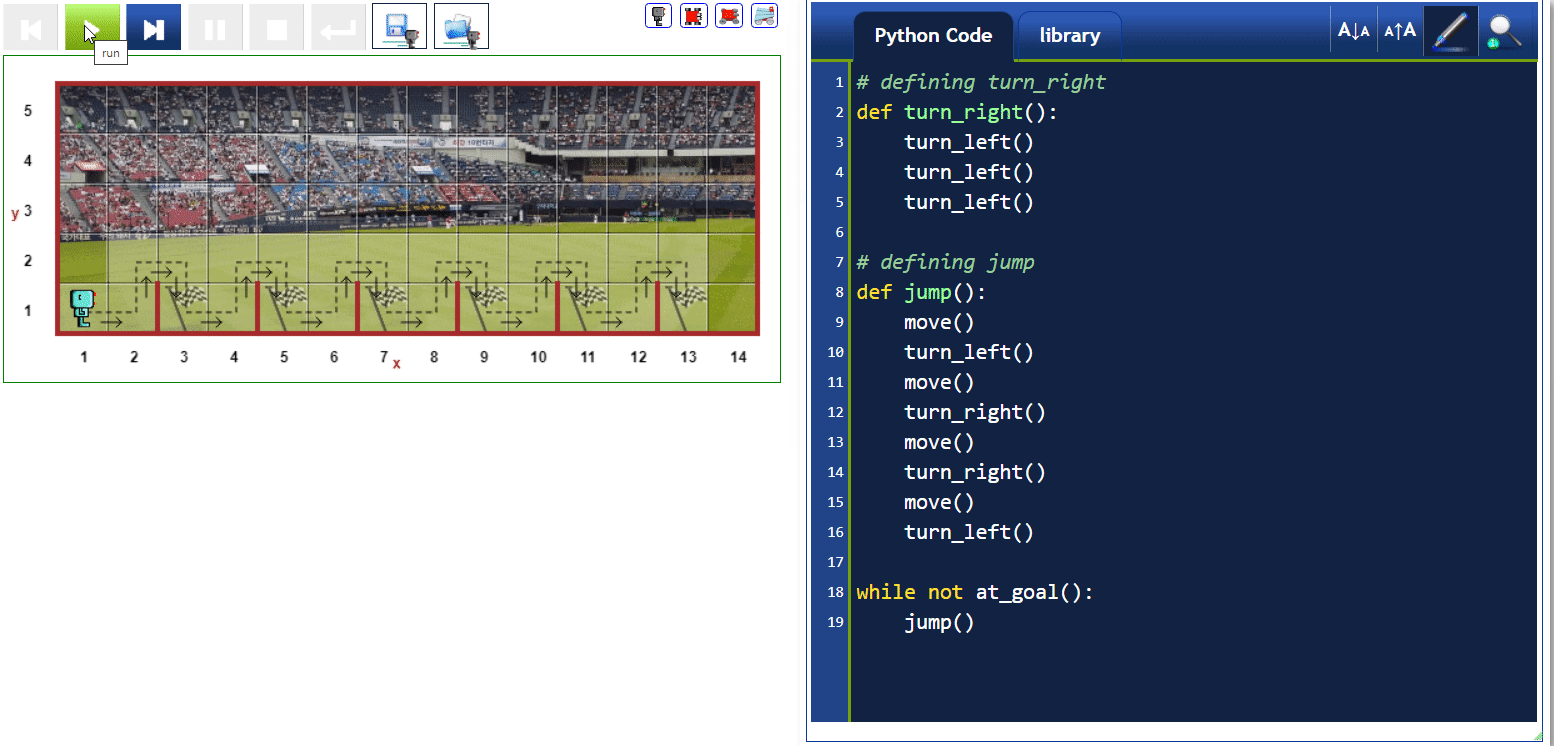 run
5
4
y 3
2
1
1 2 3 4 5 6 7 x 8 9 10 11 12 13 14
Python Code
library
A↓A
A↑A
1 # defining turn_right
2 def turn_right():
3 turn_left()
4 turn_left()
5 turn_left()
6
7 # defining jump
8 def jump():
9 move()
10 turn_left()
11 move()
12 turn_right()
13 move()
14 turn_right()
15 move()
16 turn_left()
17
18 while not at_goal():
19 jump()